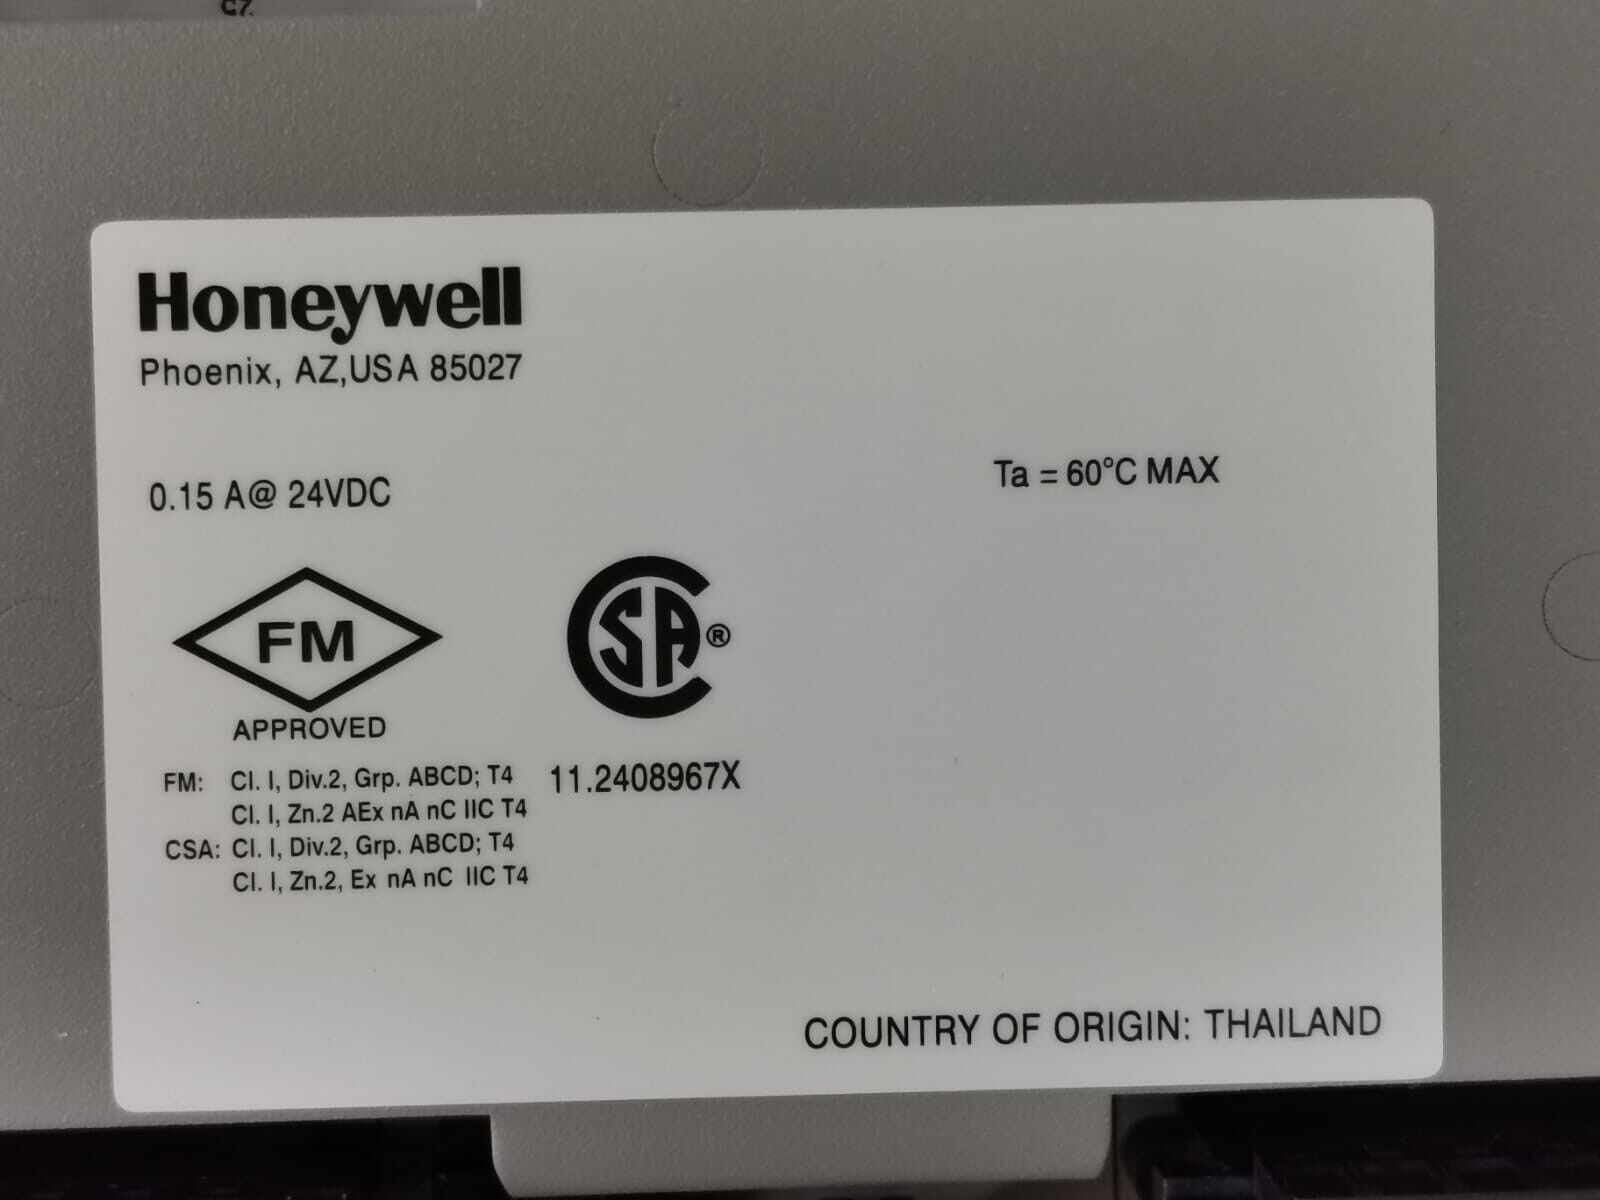 C7.
Honeywell
Phoenix, AZ,USA 85027
0.15 A@ 24VDC
Ta = 60°C MAX
FM
APPROVED
CSA®
FM: Cl. I, Div.2, Grp. ABCD; T4
Cl. I, Zn.2 AEx nA nC IIC T4
CSA: Cl. I, Div.2, Grp. ABCD; T4
Cl. I, Zn.2, Ex nA nC IIC T4
11.2408967X
COUNTRY OF ORIGIN: THAILAND